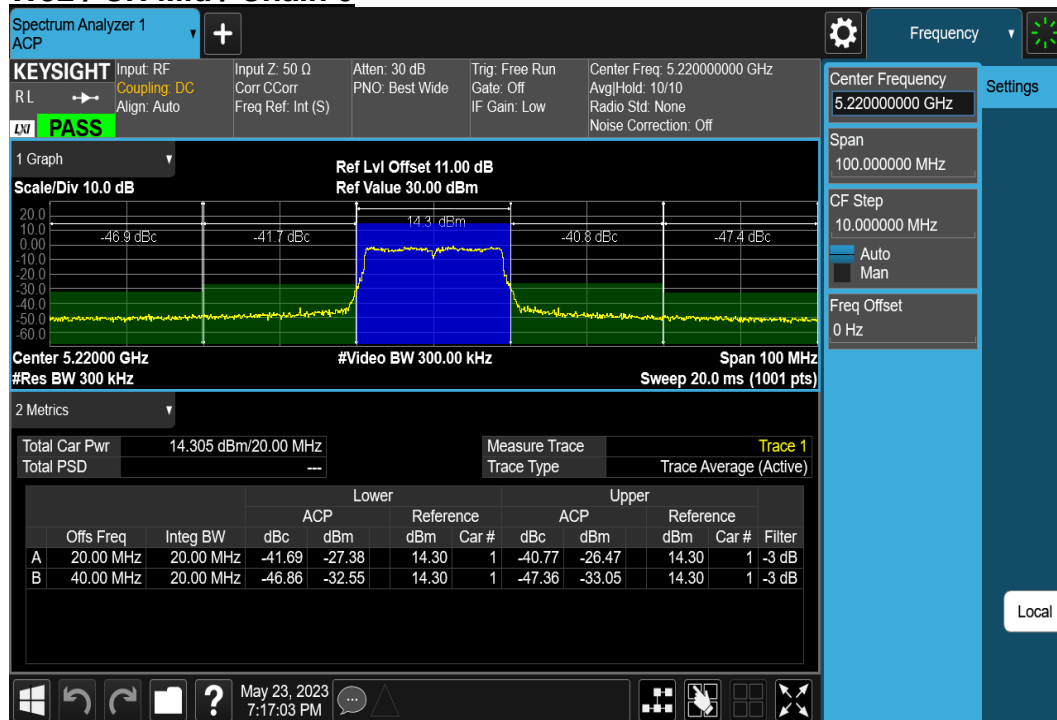 Spectrum Analyzer 1
ACP
Frequency
KEYSIGHT
RL
LXI
PASS
Input: RF
Coupling: DC
Align: Auto
Input Z: 50 Ω
Corr CCorr
Freq Ref: Int (S)
Atten: 30 dB
PNO: Best Wide
Trig: Free Run
Gate: Off
IF Gain: Low
Center Freq: 5.220000000 GHz
Avg|Hold: 10/10
Radio Std: None
Noise Correction: Off
Center Frequency
5.220000000 GHz
Settings
Span
100.000000 MHz
CF Step
10.000000 MHz
Auto
Man
Freq Offset
0 Hz
1 Graph
Ref Lvl Offset 11.00 dB
Scale/Div 10.0 dB
Ref Value 30.00 dBm
20.0
10.0
0.00
-10.0
-20.0
-30.0
-40.0
-50.0
-60.0
-46.9 dBc
-41.7 dBc
14.3 dBm
-40.8 dBc
-47.4 dBc
Center 5.22000 GHz
#Video BW 300.00 kHz
Span 100 MHz
#Res BW 300 kHz
Sweep 20.0 ms (1001 pts)
2 Metrics
Total Car Pwr 14.305 dBm/20.00 MHz
Total PSD ---
Measure Trace Trace 1
Trace Type Trace Average (Active)
Lower Upper
ACP Reference ACP Reference
Offs Freq Integ BW dBc dBm dBm Car # dBc dBm dBm Car # Filter
A 20.00 MHz 20.00 MHz -41.69 -27.38 14.30 1 -40.77 -26.47 14.30 1 -3 dB
B 40.00 MHz 20.00 MHz -46.86 -32.55 14.30 1 -47.36 -33.05 14.30 1 -3 dB
Local
?
May 23, 2023
7:17:03 PM